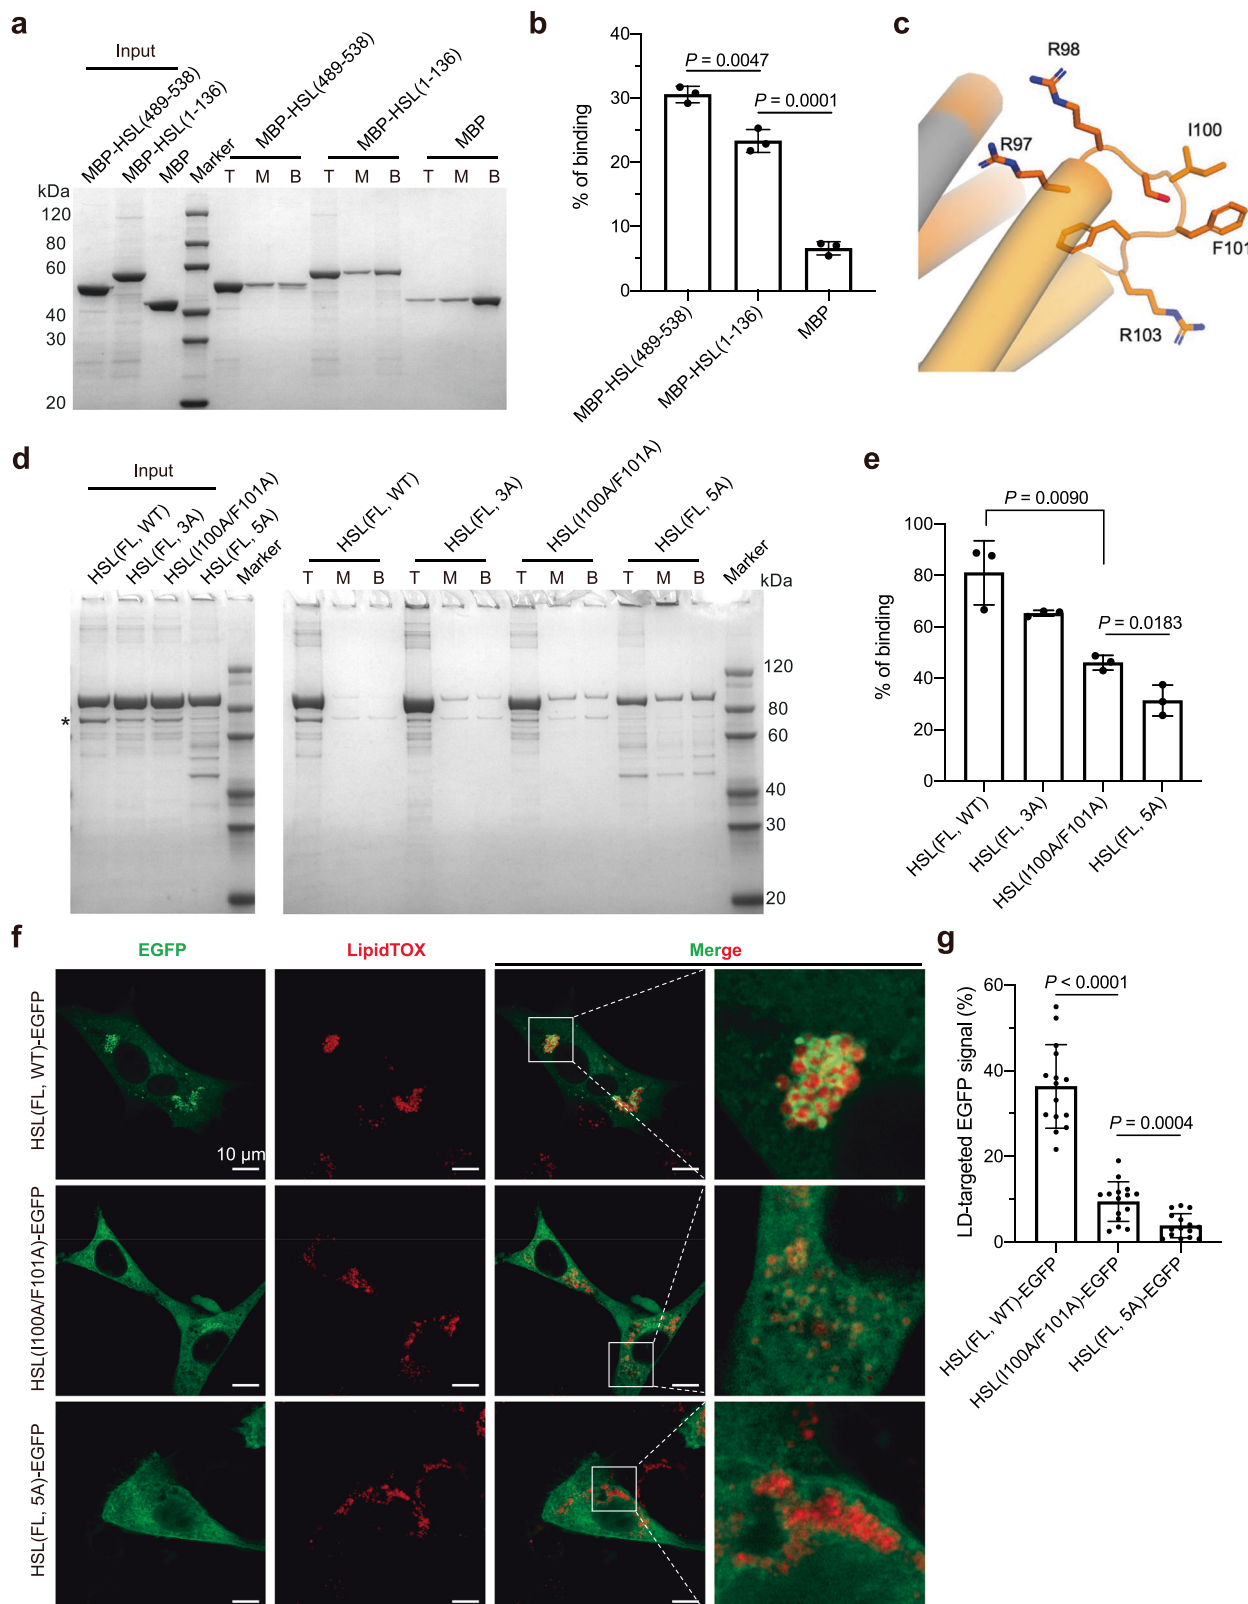 a
Input
MBP-HSL(489-538)
MBP-HSL(1-136)
MBP
Marker
MBP-HSL(489-538)
MBP-HSL(1-136)
MBP
T M B T M B T M B
kDa
120
80
60
40
30
20
b
% of binding
40
30
20
10
0
P = 0.0047
P = 0.0001
MBP-HSL(489-538)
MBP-HSL(1-136)
MBP
c
R98
I100
R97
F101
R103
d
Input
HSL(FL, WT)
HSL(FL, 3A)
HSL(I100A/F101A)
HSL(FL, 5A)
Marker
HSL(FL, WT)
HSL(FL, 3A)
HSL(I100A/F101A)
HSL(FL, 5A)
Marker
T M B T M B T M B T M B
kDa
*
120
80
60
40
30
20
e
% of binding
100
80
60
40
20
0
P = 0.0090
P = 0.0183
HSL(FL, WT)
HSL(FL, 3A)
HSL(I100A/F101A)
HSL(FL, 5A)
f
EGFP LipidTOX Merge
HSL(FL, WT)-EGFP
10 µm
HSL(I100A/F101A)-EGFP
HSL(FL, 5A)-EGFP
g
LD-targeted EGFP signal (%)
60
40
20
0
P < 0.0001
P = 0.0004
HSL(FL, WT)-EGFP
HSL(I100A/F101A)-EGFP
HSL(FL, 5A)-EGFP